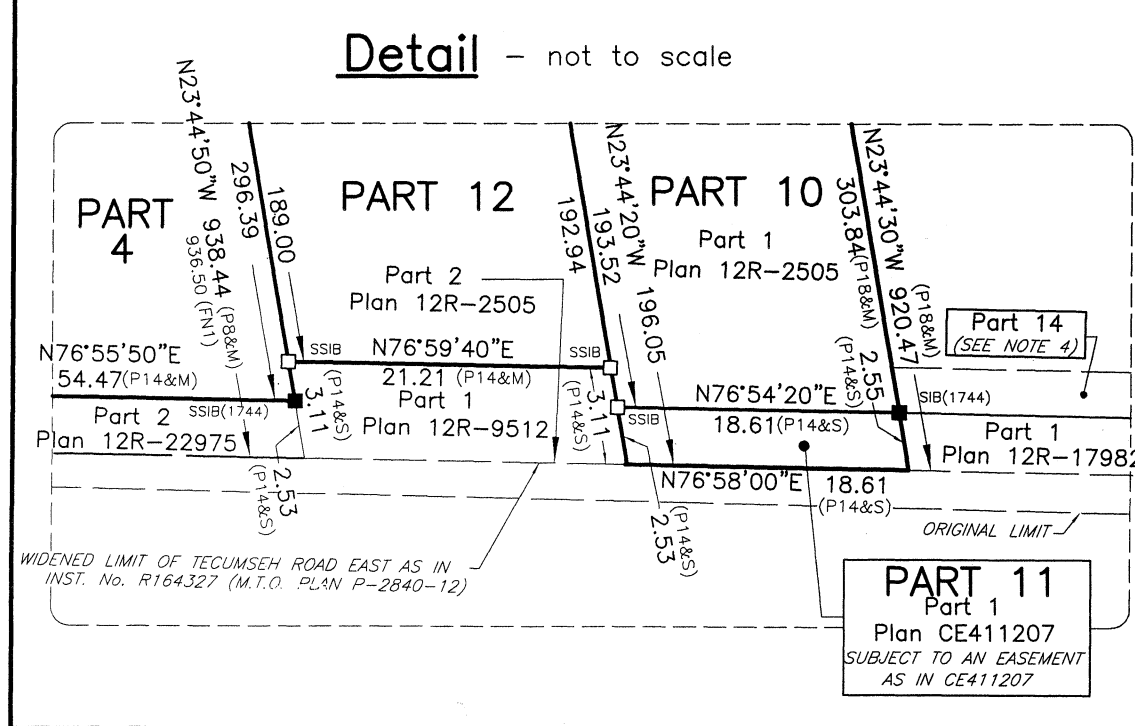 Detail – not to scale
N23°44'50"W
938.44 (P8&M)
936.50 (FN1)
296.39
189.00
N23°44'20"W
192.94
193.52
196.05
N23°44'30"W
920.47
(P18&M)
303.84(P18&M)
PART
4
PART 12
PART 10
Part 1
Plan 12R-2505
Part 2
Plan 12R-2505
Part 14
(SEE NOTE 4)
N76°55'50"E
54.47(P14&M)
SSIB
N76°59'40"E
SSIB
21.21 (P14&M)
2.55
(P14&S)
N76°54'20"E
SIB(1744)
SSIB
18.61(P14&S)
Part 2
SSIB(1744)
Plan 12R-22975
3.11
(P14&S)
Part 1
Plan 12R-9512
3.11
(P14&S)
Part 1
Plan 12R-17982
2.53
(P14&S)
N76°58'00"E 18.61
(P14&S)
2.53
(P14&S)
ORIGINAL LIMIT
WIDENED LIMIT OF TECUMSEH ROAD EAST AS IN
INST. No. R164327 (M.T.O. PLAN P-2840-12)
PART 11
Part 1
Plan CE411207
SUBJECT TO AN EASEMENT
AS IN CE411207